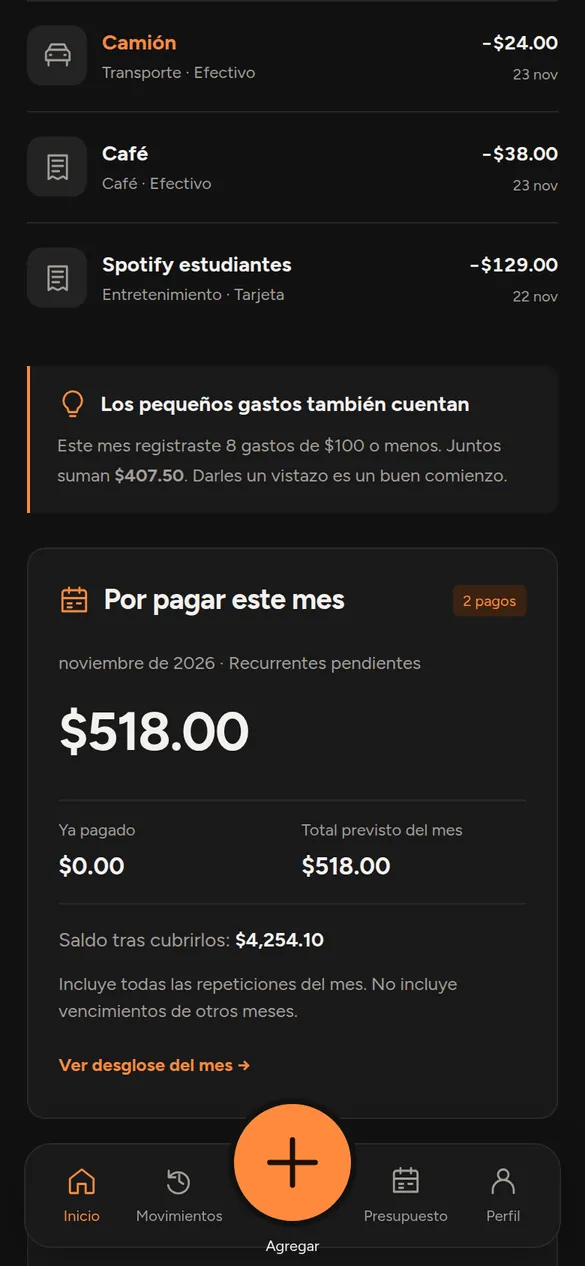 Camión
-$24.00
Transporte · Efectivo
23 nov
Café
-$38.00
Café · Efectivo
23 nov
Spotify estudiantes
-$129.00
Entretenimiento · Tarjeta
22 nov
Los pequeños gastos también cuentan
Este mes registraste 8 gastos de $100 o menos. Juntos
suman $407.50. Darles un vistazo es un buen comienzo.
Por pagar este mes
2 pagos
noviembre de 2026 · Recurrentes pendientes
$518.00
Ya pagado
Total previsto del mes
$0.00
$518.00
Saldo tras cubrirlos: $4,254.10
Incluye todas las repeticiones del mes. No incluye
vencimientos de otros meses.
Ver desglose del mes →
Inicio
Movimientos
Agregar
Presupuesto
Perfil